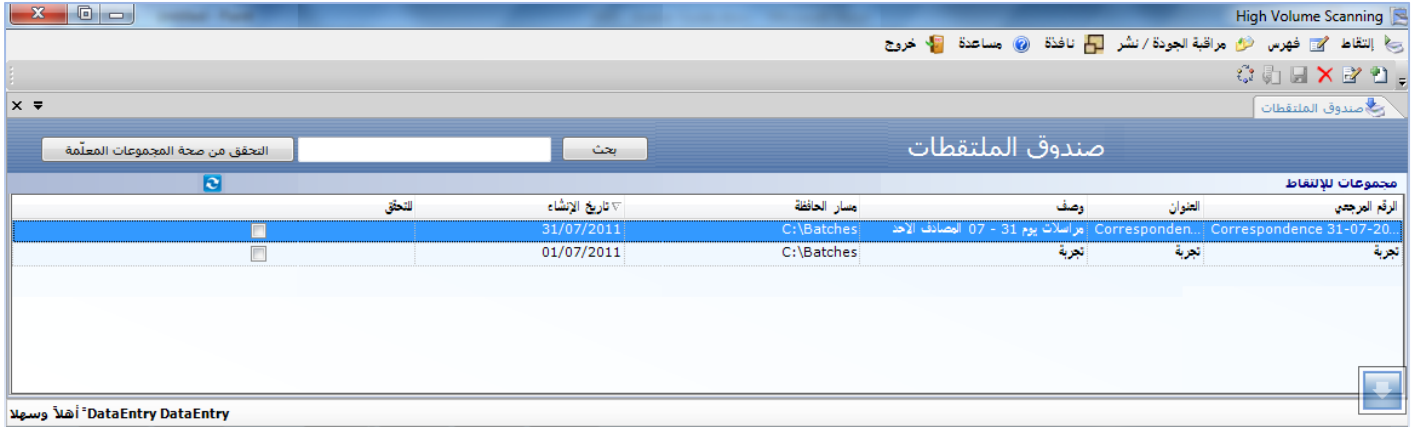 High Volume Scanning
إلتقاط فهرس مراقبة الجودة / نشر نافذة مساعدة خروج
صندوق الملتقطات
صندوق الملتقطات بحث التحقق من صحة المجموعات المعلّمة
مجموعات للإلتقاط
الرقم المرجعي العنوان وصف مسار الحافظة تاريخ الإنشاء للتحقق
Correspondence 31-07-20... Corresponden... مراسلات يوم 31 - 07 المصادف الاحد C:\Batches 31/07/2011
تجربة تجربة تجربة C:\Batches 01/07/2011
أهلاً وسهلا DataEntry DataEntry